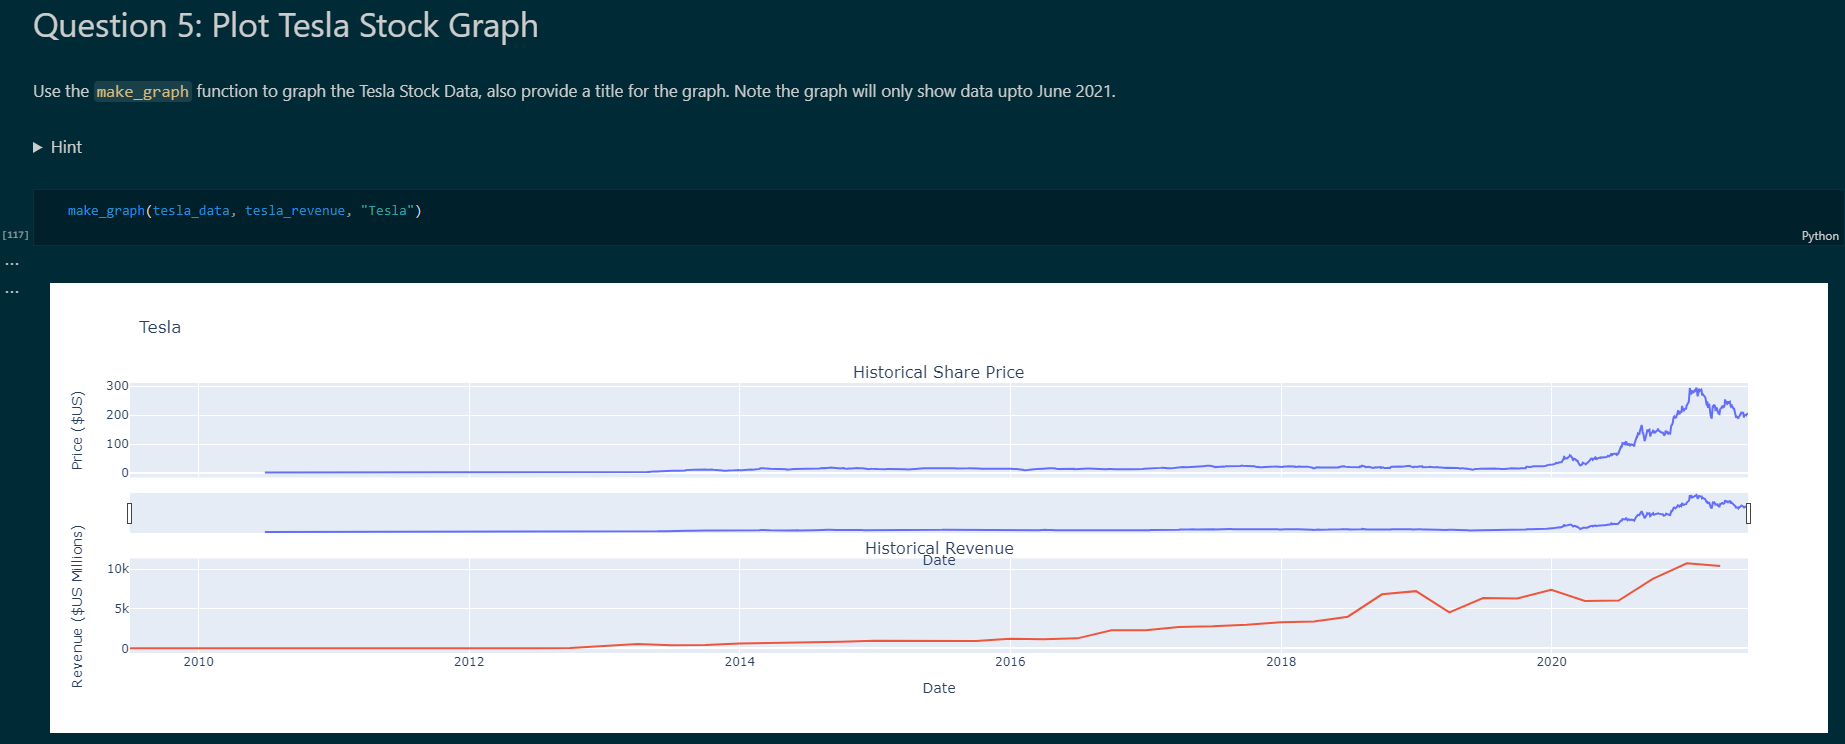 Question 5: Plot Tesla Stock Graph
Use the make_graph function to graph the Tesla Stock Data, also provide a title for the graph. Note the graph will only show data upto June 2021.
Hint
make_graph(tesla_data, tesla_revenue, "Tesla")
[117]
Python
...
...
Tesla
Historical Share Price
Price ($US)
300
200
100
0
Historical Revenue
Date
Revenue ($US Millions)
10k
5k
0
2010 2012 2014 2016 2018 2020
Date